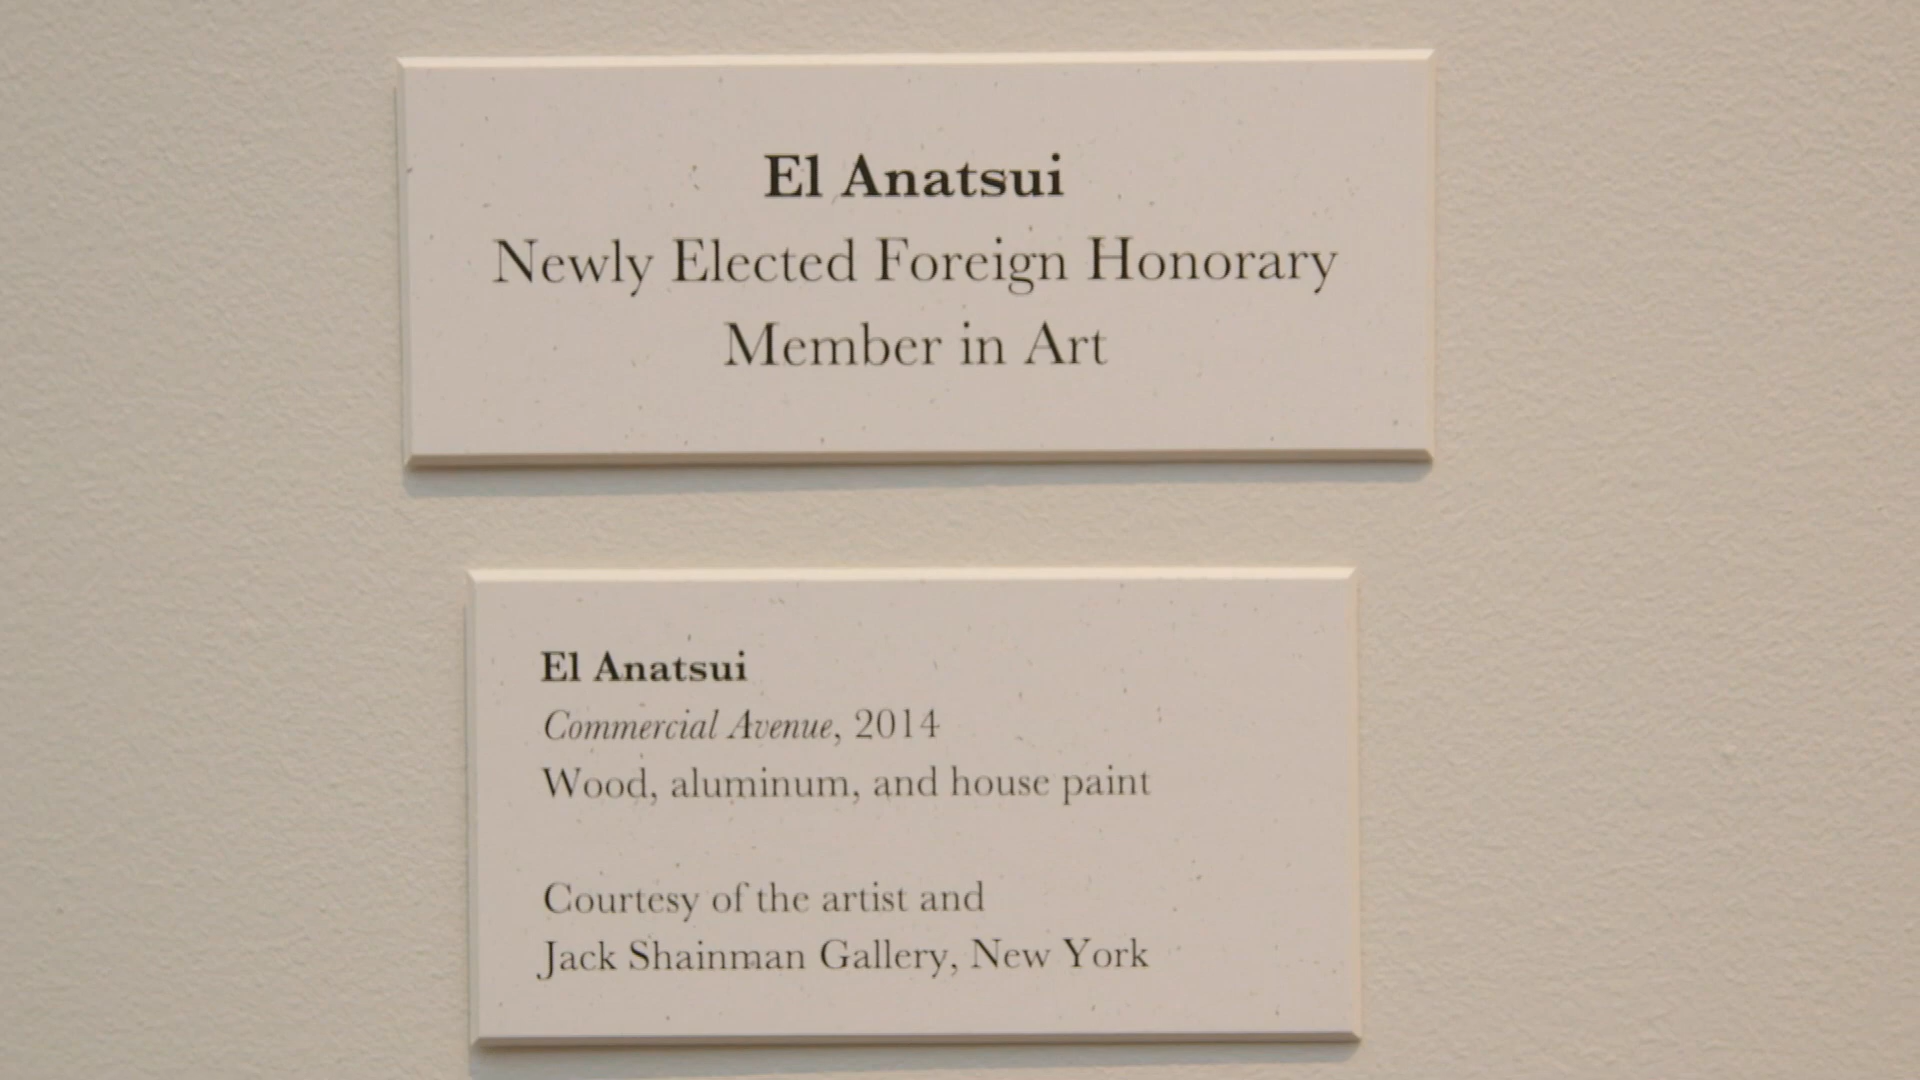 El Anatsui
Newly Elected Foreign Honorary
Member in Art
El Anatsui
Commercial Avenue, 2014
Wood, aluminum, and house paint
Courtesy of the artist and
Jack Shainman Gallery, New York